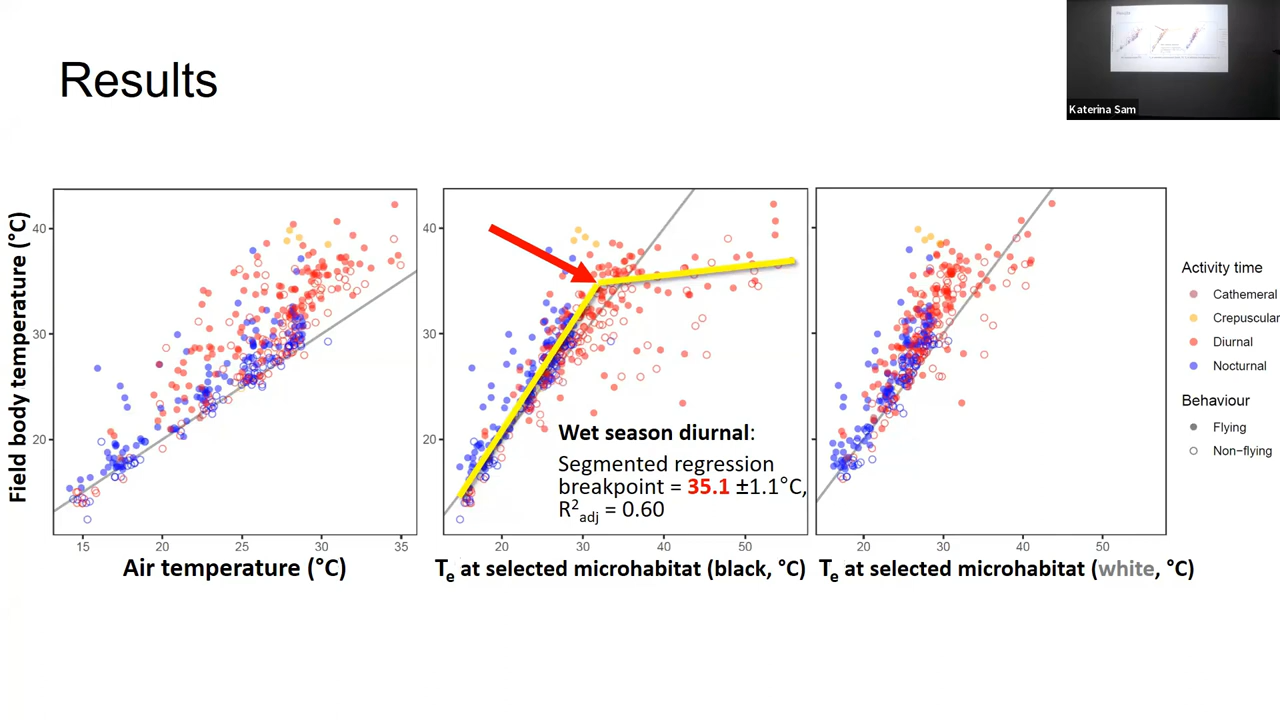 Results
Katerina Sam
Field body temperature (°C)
40
30
20
15
20
25
30
35
Air temperature (°C)
40
30
20
Wet season diurnal:
Segmented regression
breakpoint = 35.1 ±1.1°C,
R²adj = 0.60
20
30
40
50
Te at selected microhabitat (black, °C)
20
30
40
50
Te at selected microhabitat (white, °C)
Activity time
Cathemeral
Crepuscular
Diurnal
Nocturnal
Behaviour
Flying
Non−flying